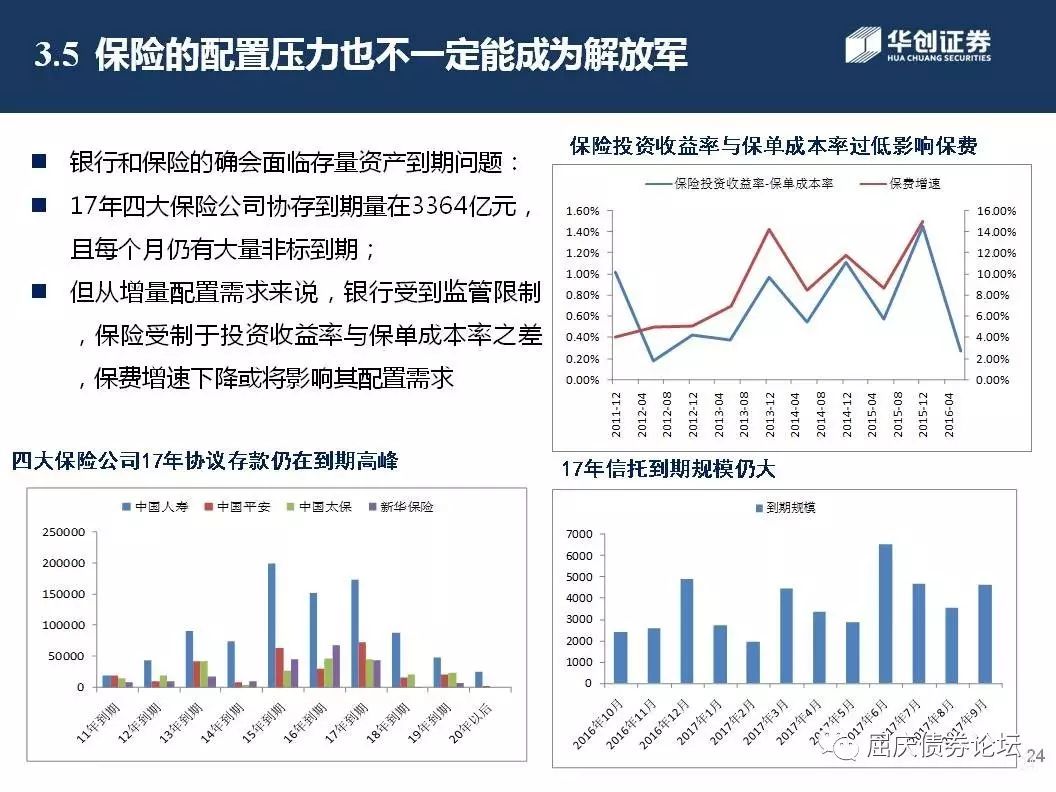 3.5 保险的配置压力也不一定能成为解放军
华创证券
HUA CHUANG SECURITIES
银行和保险的确会面临存量资产到期问题：
17年四大保险公司协存到期量在3364亿元，
且每个月仍有大量非标到期；
但从增量配置需求来说，银行受到监管限制
，保险受制于投资收益率与保单成本率之差
，保费增速下降或将影响其配置需求
保险投资收益率与保单成本率过低影响保费
保险投资收益率-保单成本率 保费增速
1.60% 16.00%
1.40% 14.00%
1.20% 12.00%
1.00% 10.00%
0.80% 8.00%
0.60% 6.00%
0.40% 4.00%
0.20% 2.00%
0.00% 0.00%
2011-12 2012-04 2012-08 2012-12 2013-04 2013-08 2013-12 2014-04 2014-08 2014-12 2015-04 2015-08 2015-12 2016-04
四大保险公司17年协议存款仍在到期高峰
中国人寿 中国平安 中国太保 新华保险
250000
200000
150000
100000
50000
0
11年到期 12年到期 13年到期 14年到期 15年到期 16年到期 17年到期 18年到期 19年到期 20年以后
17年信托到期规模仍大
到期规模
7000
6000
5000
4000
3000
2000
1000
0
2016年10月 2016年11月 2016年12月 2017年1月 2017年2月 2017年3月 2017年4月 2017年5月 2017年6月 2017年7月 2017年8月 2017年9月
屈庆债券论坛
24